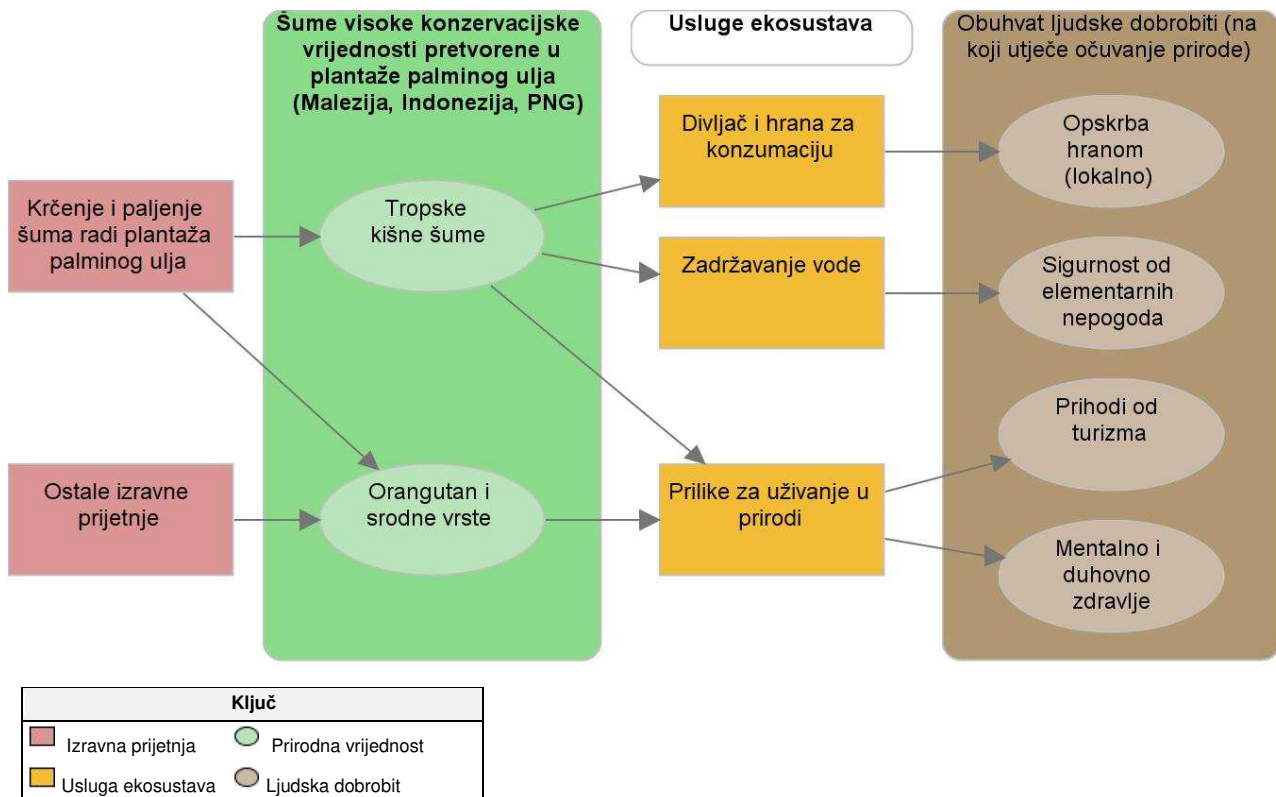 Šume visoke konzervacijske
vrijednosti pretvorene u
plantaže palminog ulja
(Malezija, Indonezija, PNG)
Usluge ekosustava
Obuhvat ljudske dobrobiti (na
koji utječe očuvanje prirode)
Krčenje i paljenje
šuma radi plantaža
palminog ulja
Tropske
kišne šume
Divljač i hrana za
konzumaciju
Opskrba
hranom
(lokalno)
Zadržavanje vode
Sigurnost od
elementarnih
nepogoda
Ostale izravne
prijetnje
Orangutan i
srodne vrste
Prilike za uživanje u
prirodi
Prihodi od
turizma
Mentalno i
duhovno
zdravlje
Ključ
Izravna prijetnja
Prirodna vrijednost
Usluga ekosustava
Ljudska dobrobit